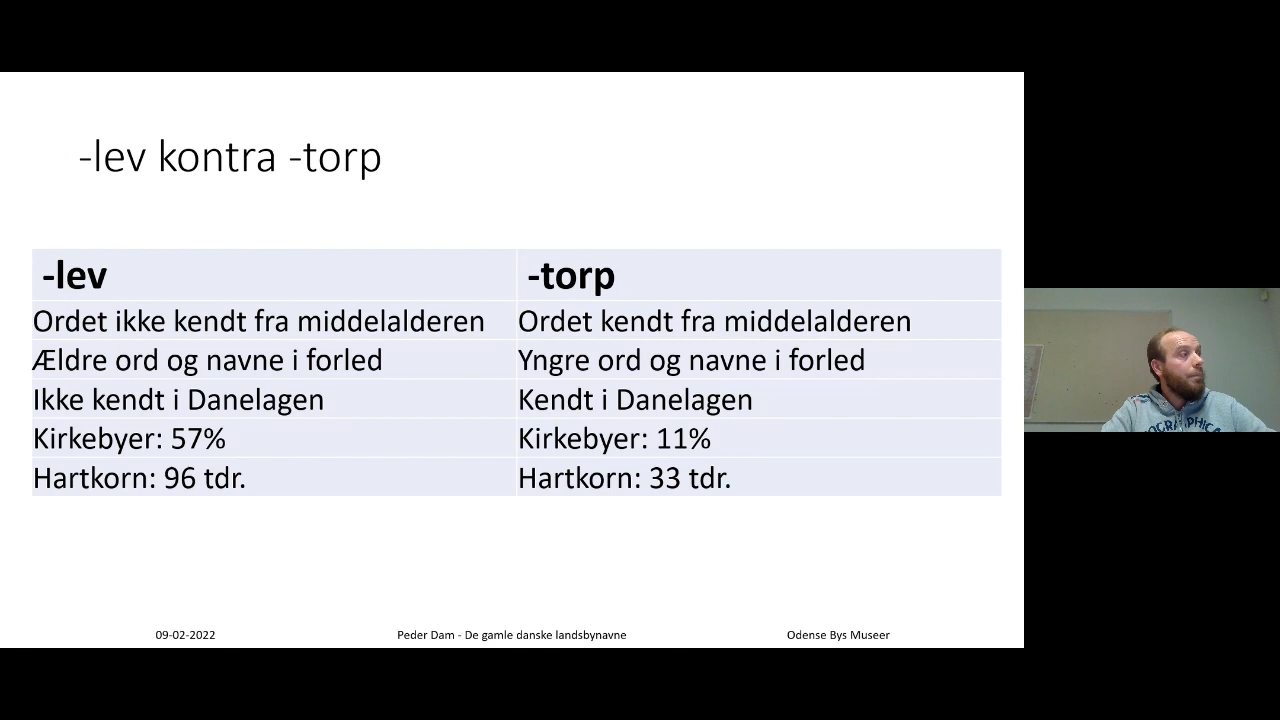 -lev kontra -torp
-lev -torp
Ordet ikke kendt fra middelalderen Ordet kendt fra middelalderen
Ældre ord og navne i forled Yngre ord og navne i forled
Ikke kendt i Danelagen Kendt i Danelagen
Kirkebyer: 57% Kirkebyer: 11%
Hartkorn: 96 tdr. Hartkorn: 33 tdr.
09-02-2022 Peder Dam - De gamle danske landsbynavne Odense Bys Museer